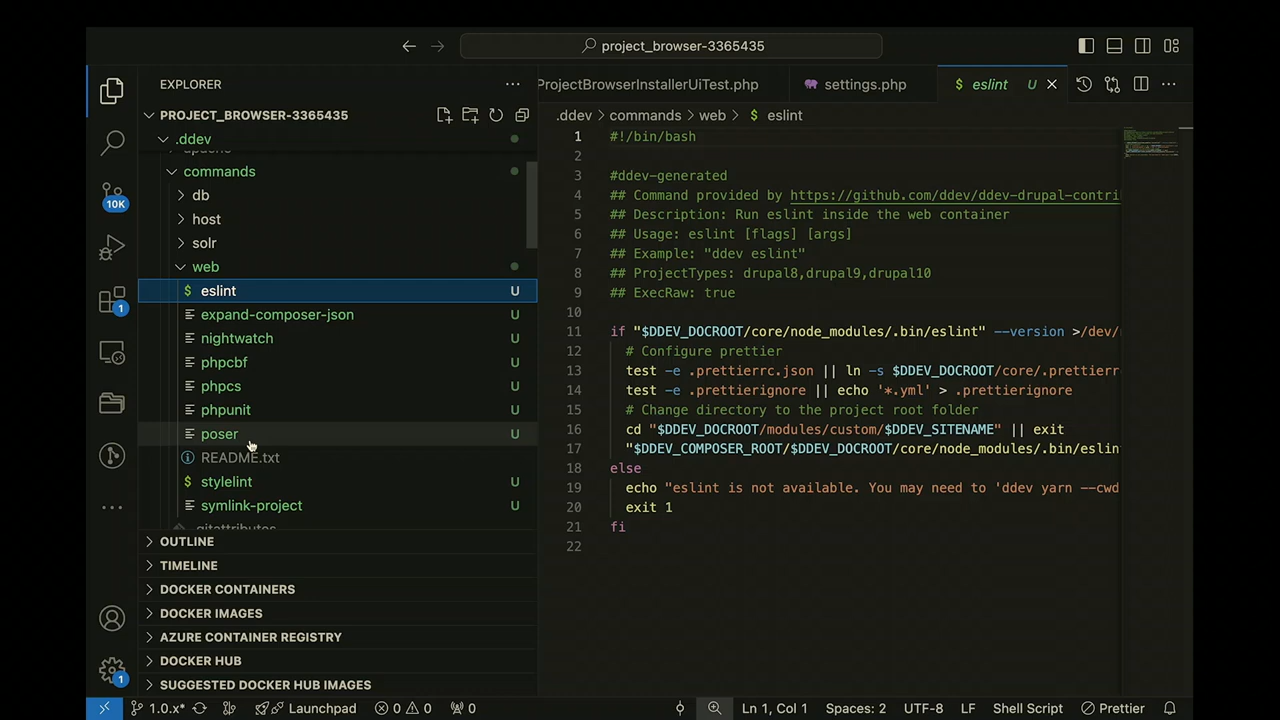 project_browser-3365435
EXPLORER
ProjectBrowserInstallerUiTest.php
settings.php
$ eslint U
PROJECT_BROWSER-3365435
.ddev > commands > web > $ eslint
.ddev
apache
commands
db
host
solr
10K
web
$ eslint U
1
expand-composer-json U
nightwatch U
phpcbf U
phpcs U
phpunit U
poser U
README.txt
$ stylelint U
symlink-project U
.gitattributes
OUTLINE
TIMELINE
DOCKER CONTAINERS
DOCKER IMAGES
AZURE CONTAINER REGISTRY
DOCKER HUB
SUGGESTED DOCKER HUB IMAGES
1
1 #!/bin/bash
2
3 #ddev-generated
4 ## Command provided by https://github.com/ddev/ddev-drupal-contri
5 ## Description: Run eslint inside the web container
6 ## Usage: eslint [flags] [args]
7 ## Example: "ddev eslint"
8 ## ProjectTypes: drupal8,drupal9,drupal10
9 ## ExecRaw: true
10
11 if "$DDEV_DOCROOT/core/node_modules/.bin/eslint" --version >/dev/
12 # Configure prettier
13 test -e .prettierrc.json || ln -s $DDEV_DOCROOT/core/.prettierr
14 test -e .prettierignore || echo '*.yml' > .prettierignore
15 # Change directory to the project root folder
16 cd "$DDEV_DOCROOT/modules/custom/$DDEV_SITENAME" || exit
17 "$DDEV_COMPOSER_ROOT/$DDEV_DOCROOT/core/node_modules/.bin/eslin
18 else
19 echo "eslint is not available. You may need to 'ddev yarn --cwd
20 exit 1
21 fi
22
1.0.x* Launchpad 0 0 0 Ln 1, Col 1 Spaces: 2 UTF-8 LF Shell Script Prettier